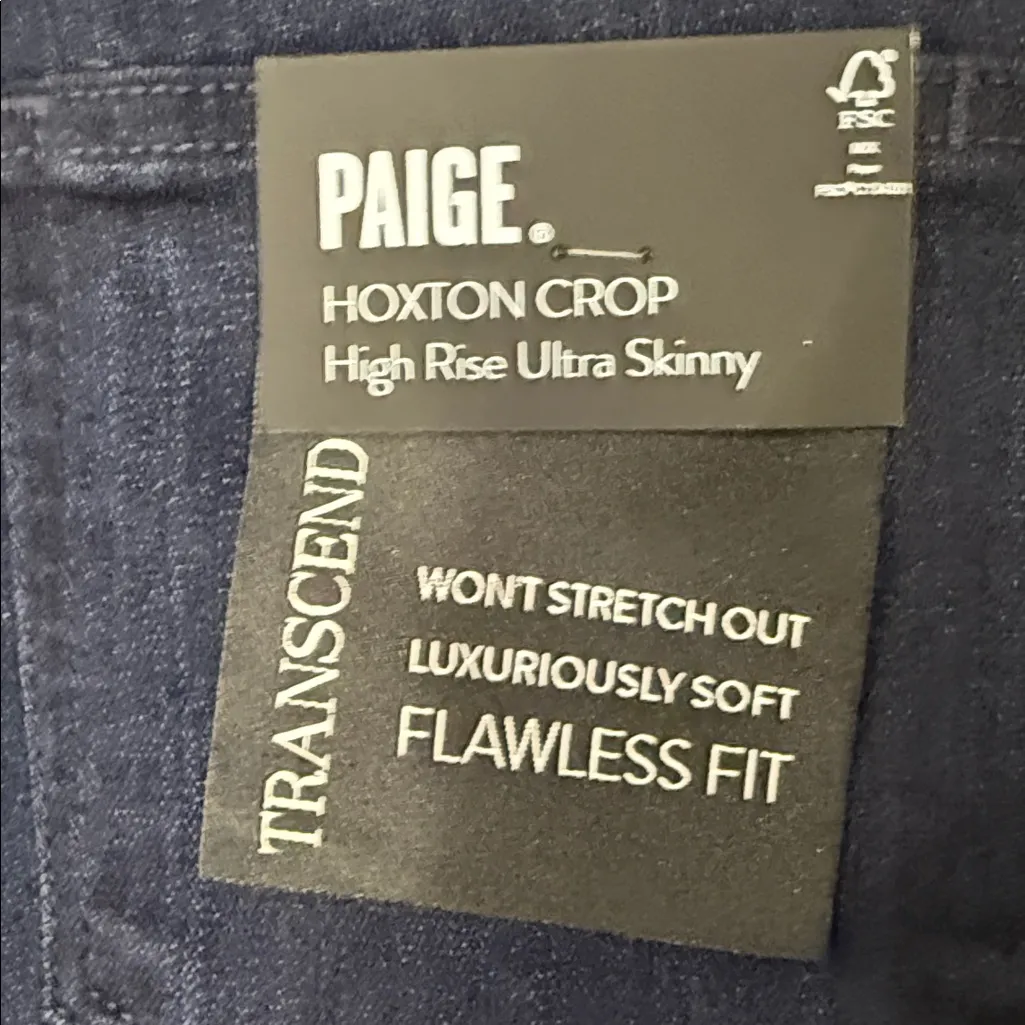 PAIGE.®
FSC
HOXTON CROP
High Rise Ultra Skinny
TRANSCEND
WON'T STRETCH OUT
LUXURIOUSLY SOFT
FLAWLESS FIT